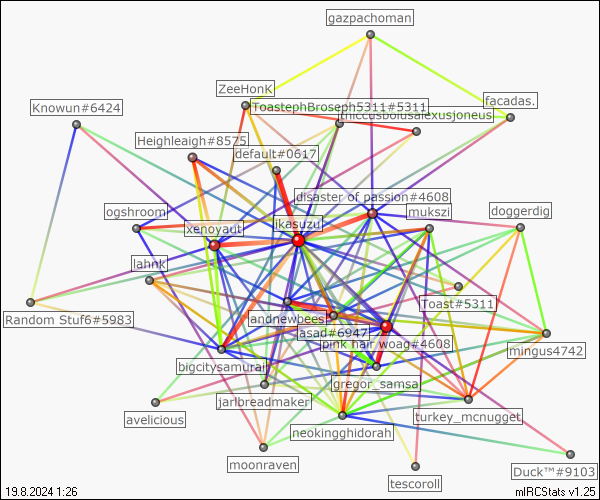 gazpachoman
ZeeHonK
facadas.
ToastephBroseph5311#5311
Knowun#6424
thiccusbolusalexusjoneus
Heighleigh#8575
default#0617
disaster of passion#4608
ogshroom
mukszi
doggerdig
ikasuzu
xenoyaut
lahnk
Toast#5311
Random Stuf6#5983
andnewbees
asad#6947
pink hair woag#4608
mingus4742
bigcitysamurai
gregor_samsa
jarlbreadmaker
avelicious
turkey_mcnugget
neokingghidorah
moonraven
Duck™#9103
tescoroll
19.8.2024 1:26
mIRCStats v1.25